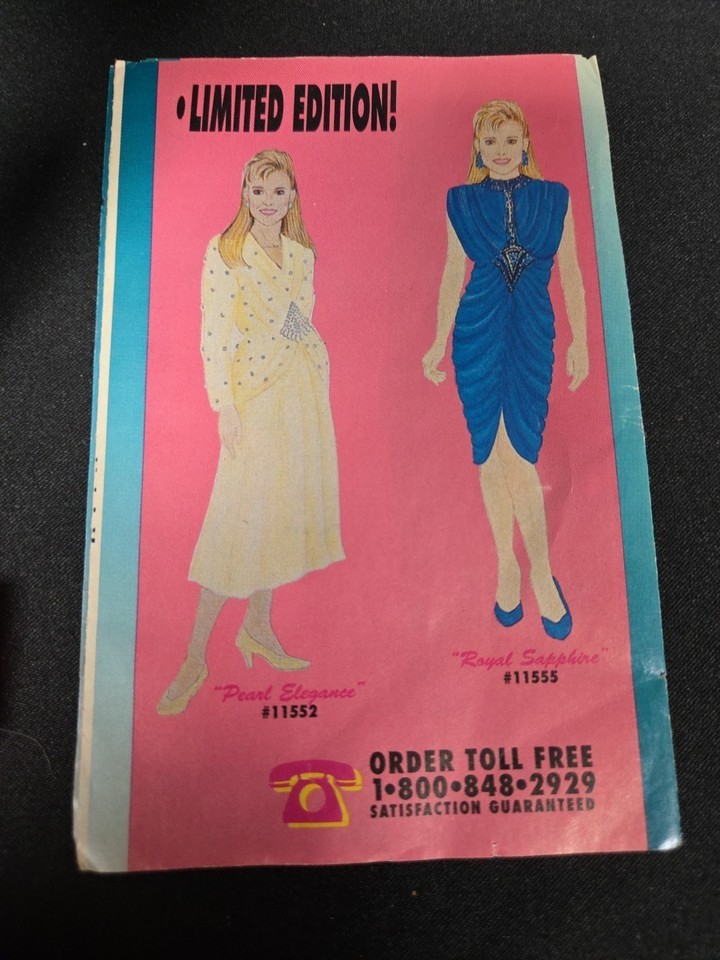 •LIMITED EDITION!
"Royal Sapphire"
#11555
"Pearl Elegance"
#11552
ORDER TOLL FREE
1•800•848•2929
SATISFACTION GUARANTEED